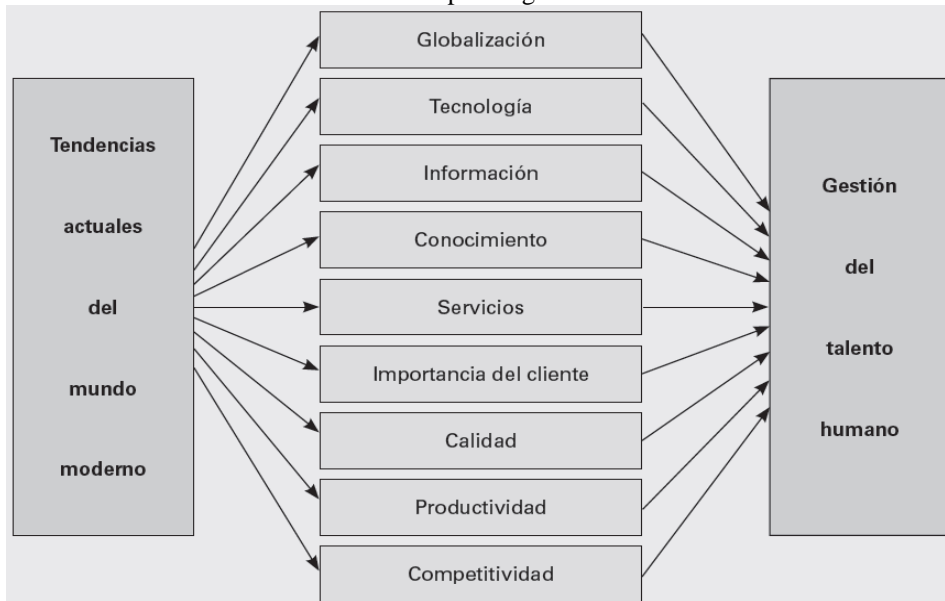 Globalización
Tecnología
Información
Conocimiento
Servicios
Importancia del cliente
Calidad
Productividad
Competitividad
Tendencias
actuales
del
mundo
moderno
Gestión
del
talento
humano